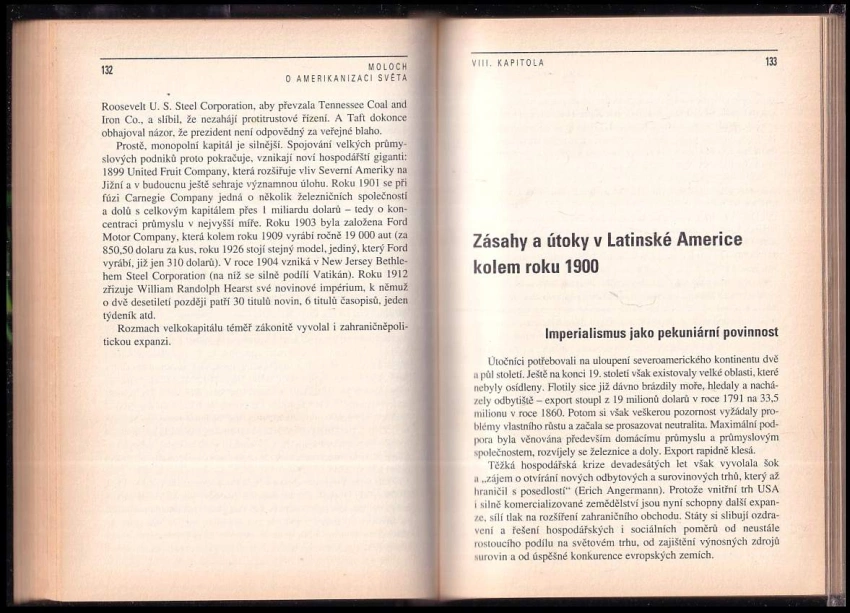 132
MOLOCH
O AMERIKANIZACI SVĚTA
Roosevelt U. S. Steel Corporation, aby převzala Tennessee Coal and
Iron Co., a slíbil, že nezahájí protitrustové řízení. A Taft dokonce
obhajoval názor, že prezident není odpovědný za veřejné blaho.
Prostě, monopolní kapitál je silnější. Spojování velkých průmy-
slových podniků proto pokračuje, vznikají noví hospodářští giganti:
1899 United Fruit Company, která rozšiřuje vliv Severní Ameriky na
Jižní a v budoucnu ještě sehraje významnou úlohu. Roku 1901 se při
fúzi Carnegie Company jedná o několik železničních společností
a dolů s celkovým kapitálem přes 1 miliardu dolarů – tedy o kon-
centraci průmyslu v nejvyšší míře. Roku 1903 byla založena Ford
Motor Company, která kolem roku 1909 vyrábí ročně 19 000 aut (za
850,50 dolaru za kus, roku 1926 stojí stejný model, jediný, který Ford
vyrábí, již jen 310 dolarů). V roce 1904 vzniká v New Jersey Bethle-
hem Steel Corporation (na níž se silně podílí Vatikán). Roku 1912
zřizuje William Randolph Hearst své novinové impérium, k němuž
o dvě desetiletí později patří 30 titulů novin, 6 titulů časopisů, jeden
týdeník atd.
Rozmach velkokapitálu téměř zákonitě vyvolal i zahraničněpoli-
tickou expanzi.
VIII. KAPITOLA
133
Zásahy a útoky v Latinské Americe
kolem roku 1900
Imperialismus jako pekuniární povinnost
Útočníci potřebovali na uloupení severoamerického kontinentu dvě
a půl století. Ještě na konci 19. století však existovaly velké oblasti, které
nebyly osídleny. Flotily sice již dávno brázdily moře, hledaly a nachá-
zely odbytiště – export stoupl z 19 milionů dolarů v roce 1791 na 33,5
milionu v roce 1860. Potom si však veškerou pozornost vyžádaly pro-
blémy vlastního růstu a začala se prosazovat neutralita. Maximální pod-
pora byla věnována především domácímu průmyslu a průmyslovým
společnostem, rozvíjely se železnice a doly. Export rapidně klesá.
Těžká hospodářská krize devadesátých let však vyvolala šok
a „zájem o otvírání nových odbytových a surovinových trhů, který až
hraničil s posedlostí“ (Erich Angermann). Protože vnitřní trh USA
i silně komercializované zemědělství jsou nyní schopny další expan-
ze, sílí tlak na rozšíření zahraničního obchodu. Státy si slibují ozdra-
vení a řešení hospodářských i sociálních poměrů od neustále
rostoucího podílu na světovém trhu, od zajištění výnosných zdrojů
surovin a od úspěšné konkurence evropských zemích.